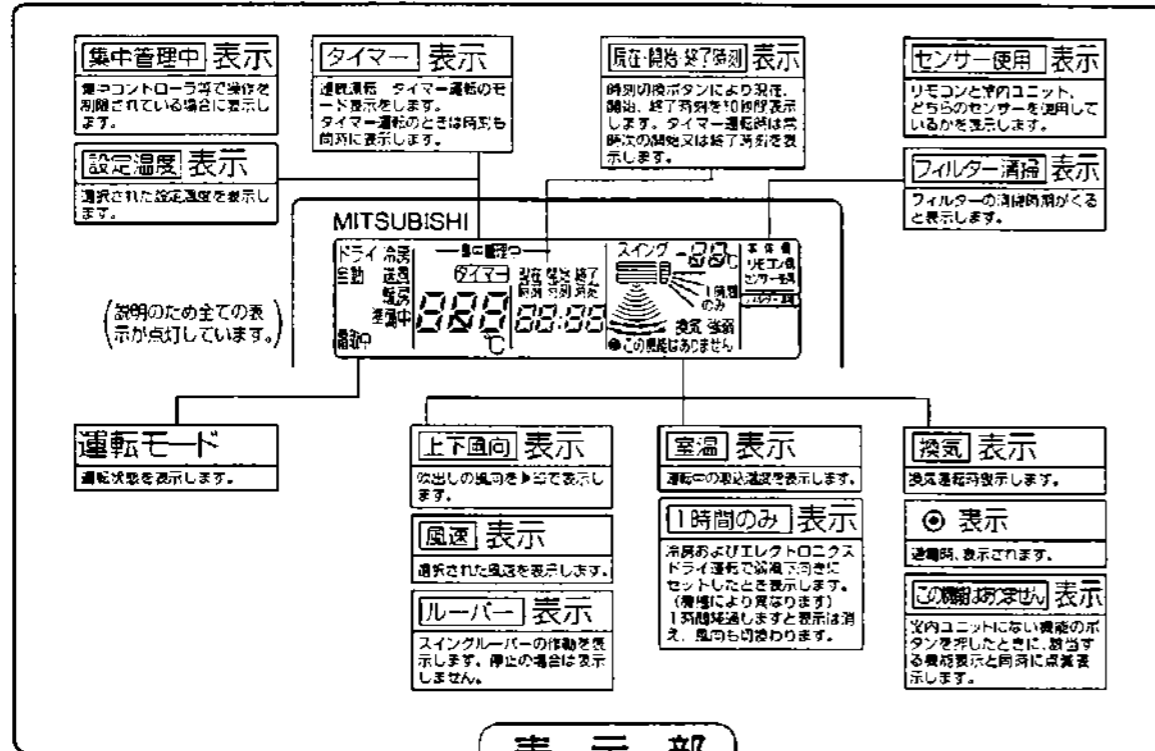 集中管理中 表示
集中コントローラ等で操作を
制限されている場合に表示し
ます。
設定温度 表示
選択された設定温度を表示し
ます。
タイマー 表示
連続運転 タイマー運転のモ
ード表示をします。
タイマー運転のときは時刻も
同時に表示します。
現在・開始・終了時刻 表示
時刻切換ボタンにより現在、
開始、終了時刻を10秒間表示
します。タイマー運転時は常
時次の開始又は終了時刻を表
示します。
センサー使用 表示
リモコンと室内ユニット、
どちらのセンサーを使用して
いるかを表示します。
フィルター清掃 表示
フィルターの清掃時期がくる
と表示します。
MITSUBISHI
ドライ 冷房
自動 送風
暖房
準備中
霜取中
集中管理中
タイマー
現在 開始 終了
時刻 時刻 時刻
888
℃
88:88
スイング
-88℃
1時間
のみ
換気 強弱
●この機能はありません
本体側
リモコン側
センサー使用
フィルター清掃
(説明のため全ての表
示が点灯しています。)
運転モード
運転状態を表示します。
上下風向 表示
吹出しの風向を▶等で表示し
ます。
風速 表示
選択された風速を表示します。
ルーバー 表示
スイングルーバーの作動を表
示します。停止の場合は表示
しません。
室温 表示
運転中の吸込温度を表示します。
1時間のみ 表示
冷房およびエレクトロニクス
ドライ運転で弱風下向きに
セットしたとき表示します。
(機種により異なります)
1時間経過しますと表示は消
え、風向も切換わります。
換気 表示
換気運転時表示します。
◉ 表示
通電時、表示されます。
この機能はありません 表示
室内ユニットにない機能のボ
タンを押したときに、該当す
る機能表示と同時に点滅表
示します。
表示部